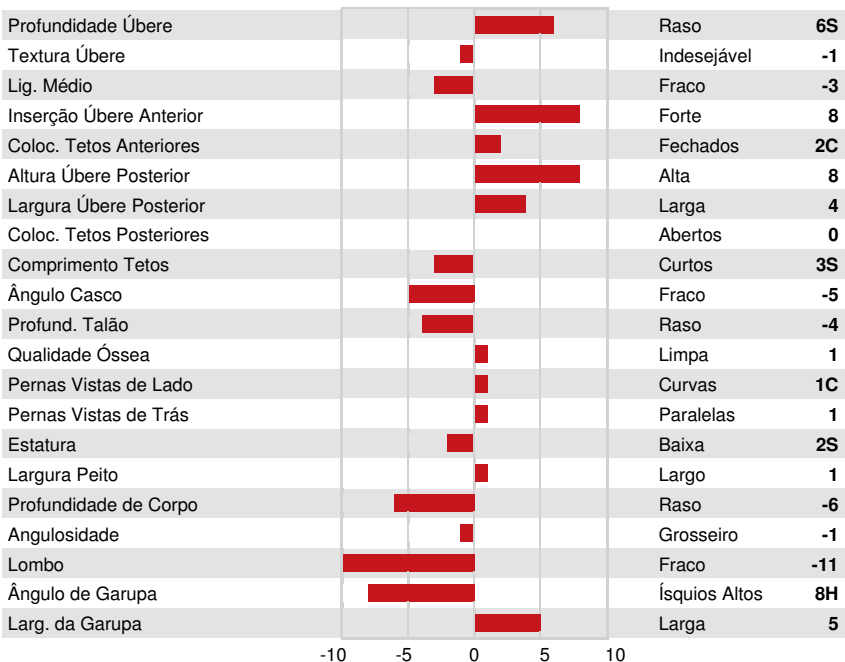 Profundidade Úbere Raso 6S
Textura Úbere Indesejável -1
Lig. Médio Fraco -3
Inserção Úbere Anterior Forte 8
Coloc. Tetos Anteriores Fechados 2C
Altura Úbere Posterior Alta 8
Largura Úbere Posterior Larga 4
Coloc. Tetos Posteriores Abertos 0
Comprimento Tetos Curtos 3S
Ângulo Casco Fraco -5
Profund. Talão Raso -4
Qualidade Óssea Limpa 1
Pernas Vistas de Lado Curvas 1C
Pernas Vistas de Trás Paralelas 1
Estatura Baixa 2S
Largura Peito Largo 1
Profundidade de Corpo Raso -6
Angulosidade Grosseiro -1
Lombo Fraco -11
Ângulo de Garupa Ísquios Altos 8H
Larg. da Garupa Larga 5
-10 -5 0 5 10